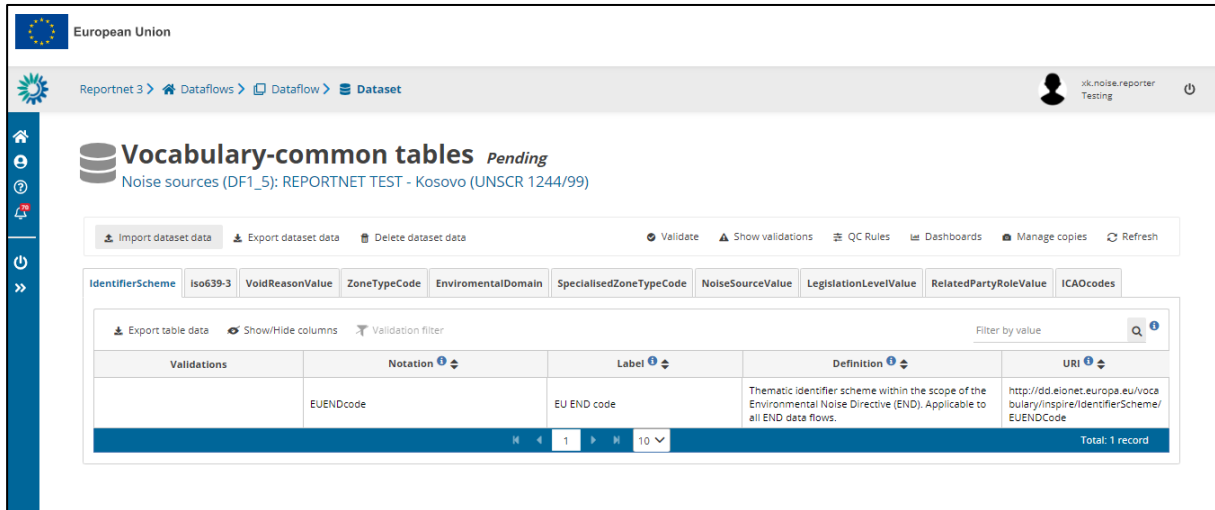 European Union
Reportnet 3 > Dataflows > Dataflow > Dataset
xk.noise.reporter
Testing
70
Vocabulary-common tables Pending
Noise sources (DF1_5): REPORTNET TEST - Kosovo (UNSCR 1244/99)
Import dataset data Export dataset data Delete dataset data Validate Show validations QC Rules Dashboards Manage copies Refresh
IdentifierScheme iso639-3 VoidReasonValue ZoneTypeCode EnviromentalDomain SpecialisedZoneTypeCode NoiseSourceValue LegislationLevelValue RelatedPartyRoleValue ICAOcodes
Export table data Show/Hide columns Validation filter Filter by value
Validations Notation Label Definition URI
EUENDcode EU END code
Thematic identifier scheme within the scope of the
Environmental Noise Directive (END). Applicable to
all END data flows.
http://dd.eionet.europa.eu/voca
bulary/inspire/IdentifierScheme/
EUENDCode
1 10 Total: 1 record